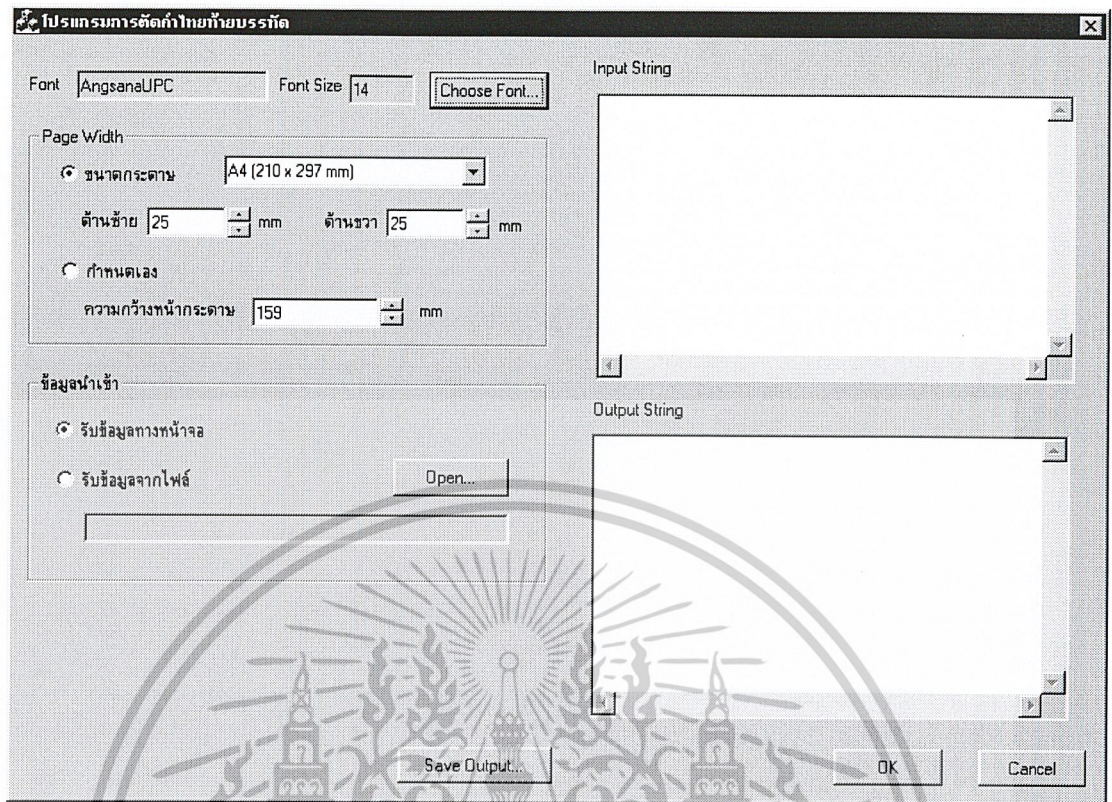 โปรแกรมการตัดคำไทยท้ายบรรทัด
Font AngsanaUPC Font Size 14 Choose Font...
Page Width
ขนาดกระดาษ A4 (210 x 297 mm)
ด้านซ้าย 25 mm ด้านขวา 25 mm
กำหนดเอง
ความกว้างหน้ากระดาษ 159 mm
ข้อมูลนำเข้า
รับข้อมูลทางหน้าจอ
รับข้อมูลจากไฟล์ Open...
Input String
Output String
Save Output... OK Cancel